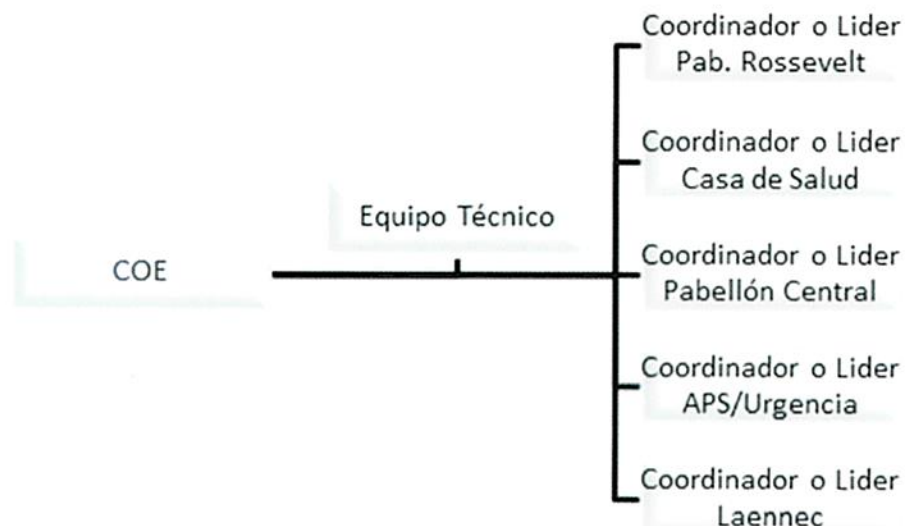 COE
Equipo Técnico
Coordinador o Lider
Pab. Rossevelt
Coordinador o Lider
Casa de Salud
Coordinador o Lider
Pabellón Central
Coordinador o Lider
APS/Urgencia
Coordinador o Lider
Laennec